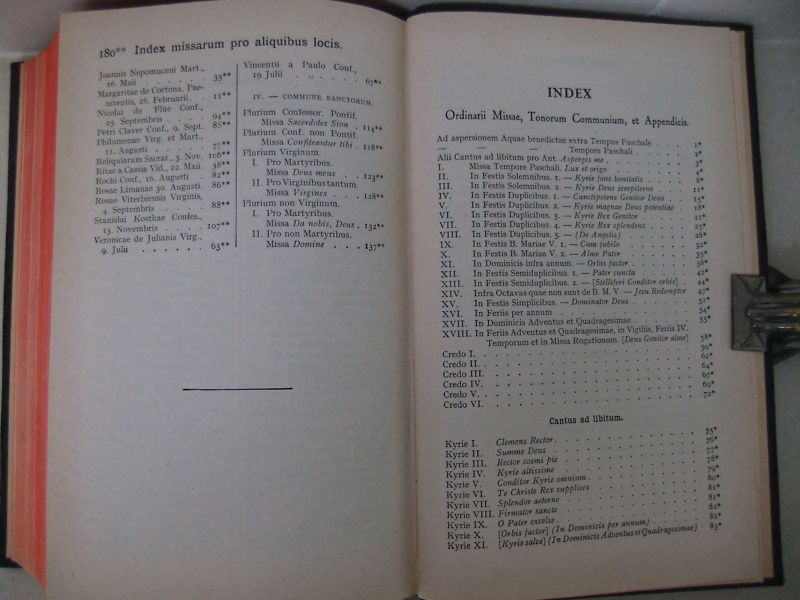 180** Index missarum pro aliquibus locis.
Joannis Nepomuceni Mart.,
16. Maii . . . . . . 33**
Margaritae de Cortona, Pae-
nitentis, 26. Februarii . . 11**
Nicolai de Flüe Conf.,
25. Septembris . . . . 94**
Petri Claver Conf., 9. Sept. 88**
Philumenae Virg. et Mart.,
11. Augusti . . . . . 77**
Reliquiarum Sacrar., 5. Nov. 106**
Ritae a Cassia Vid., 22. Maii 38**
Rochi Conf., 16. Augusti . 82**
Rosae Limanae 30. Augusti. 86**
Rosae Viterbiensis Virginis,
4. Septembris . . . . 88**
Stanislai Kostkae Confes.,
13. Novembris . . . . 107**
Veronicae de Julianis Virg.,
9. Julii . . . . . . 63**
Vincentii a Paulo Conf.,
19 Julii . . . . . . 67**
IV. — COMMUNE SANCTORUM.
Plurium Confessor. Pontif.
Missa Sacerdotes Sion . 114**
Plurium Conf. non Pontif.
Missa Confiteantur tibi . 118**
Plurium Virginum.
I. Pro Martyribus.
Missa Deus meus . . . 123**
II. Pro Virginibus tantum.
Missa Virgines . . . . 128**
Plurium non Virginum.
I. Pro Martyribus.
Missa Da nobis, Deus . 132**
II. Pro non Martyribus.
Missa Domine . . . . 137**
INDEX
Ordinarii Missae, Tonorum Communium, et Appendicis.
Ad aspersionem Aquae benedictae extra Tempus Paschale . . . . 1*
— — — Tempore Paschali . . . . . 2*
Alii Cantus ad libitum pro Ant. Asperges me . . . . . . . . 3*
I. Missa Tempore Paschali. Lux et origo . . . . . . . . 4*
II. In Festis Solemnibus. 1. — Kyrie fons bonitatis . . . . . 8*
III. In Festis Solemnibus. 2. — Kyrie Deus sempiterne . . . . 11*
IV. In Festis Duplicibus. 1. — Cunctipotens Genitor Deus . . . 15*
V. In Festis Duplicibus. 2. — Kyrie magnae Deus potentiae . . 18*
VI. In Festis Duplicibus. 3. — Kyrie Rex Genitor . . . . . 21*
VII. In Festis Duplicibus. 4. — Kyrie Rex splendens . . . . . 25*
VIII. In Festis Duplicibus. 5. — (De Angelis) . . . . . . . 28*
IX. In Festis B. Mariae V. 1. — Cum jubilo . . . . . . . 32*
X. In Festis B. Mariae V. 2. — Alme Pater . . . . . . . 35*
XI. In Dominicis infra annum. — Orbis factor . . . . . . . 38*
XII. In Festis Semiduplicibus. 1. — Pater cuncta . . . . . . 42*
XIII. In Festis Semiduplicibus. 2. — [Stelliferi Conditor orbis] . . 44*
XIV. Infra Octavas quae non sunt de B. M. V. — Jesu Redemptor 47*
XV. In Festis Simplicibus. — Dominator Deus . . . . . . . 51*
XVI. In Feriis per annum . . . . . . . . . . . . . 54*
XVII. In Dominicis Adventus et Quadragesimae . . . . . . . 55*
XVIII. In Feriis Adventus et Quadragesimae, in Vigiliis, Feriis IV.
Temporum et in Missa Rogationum. [Deus Genitor alme] 58*
Credo I. . . . . . . . . . . . . . 59*
Credo II. . . . . . . . . . . . . . 62*
Credo III. . . . . . . . . . . . . . 64*
Credo IV. . . . . . . . . . . . . . 67*
Credo V. . . . . . . . . . . . . . 69*
Credo VI. . . . . . . . . . . . . . 72*
Cantus ad libitum.
Kyrie I. Clemens Rector . . . . . . . . . . 75*
Kyrie II. Summe Deus . . . . . . . . . . 76*
Kyrie III. Rector cosmi pie . . . . . . . . . . 77*
Kyrie IV. Kyrie altissime . . . . . . . . . . 78*
Kyrie V. Conditor Kyrie omnium . . . . . . . . 79*
Kyrie VI. Te Christe Rex supplices . . . . . . . . 80*
Kyrie VII. Splendor aeterne . . . . . . . . . . 81*
Kyrie VIII. Firmator sancte . . . . . . . . . . 81*
Kyrie IX. O Pater excelse . . . . . . . . . . 82*
Kyrie X. [Orbis factor] (In Dominicis per annum) . . . . 82*
Kyrie XI. [Kyrie salve] (In Dominicis Adventus et Quadragesimae) . 83*